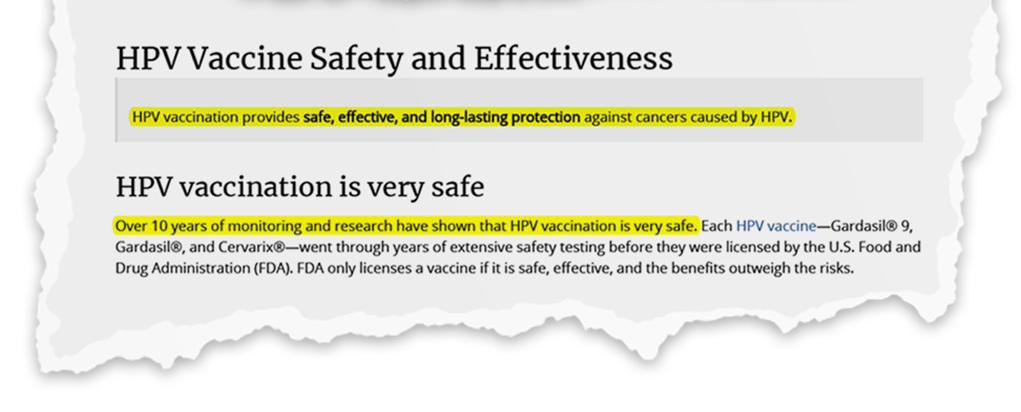 HPV Vaccine Safety and Effectiveness
HPV vaccination provides safe, effective, and long-lasting protection against cancers caused by HPV.
HPV vaccination is very safe
Over 10 years of monitoring and research have shown that HPV vaccination is very safe. Each HPV vaccine—Gardasil® 9,
Gardasil®, and Cervarix®—went through years of extensive safety testing before they were licensed by the U.S. Food and
Drug Administration (FDA). FDA only licenses a vaccine if it is safe, effective, and the benefits outweigh the risks.